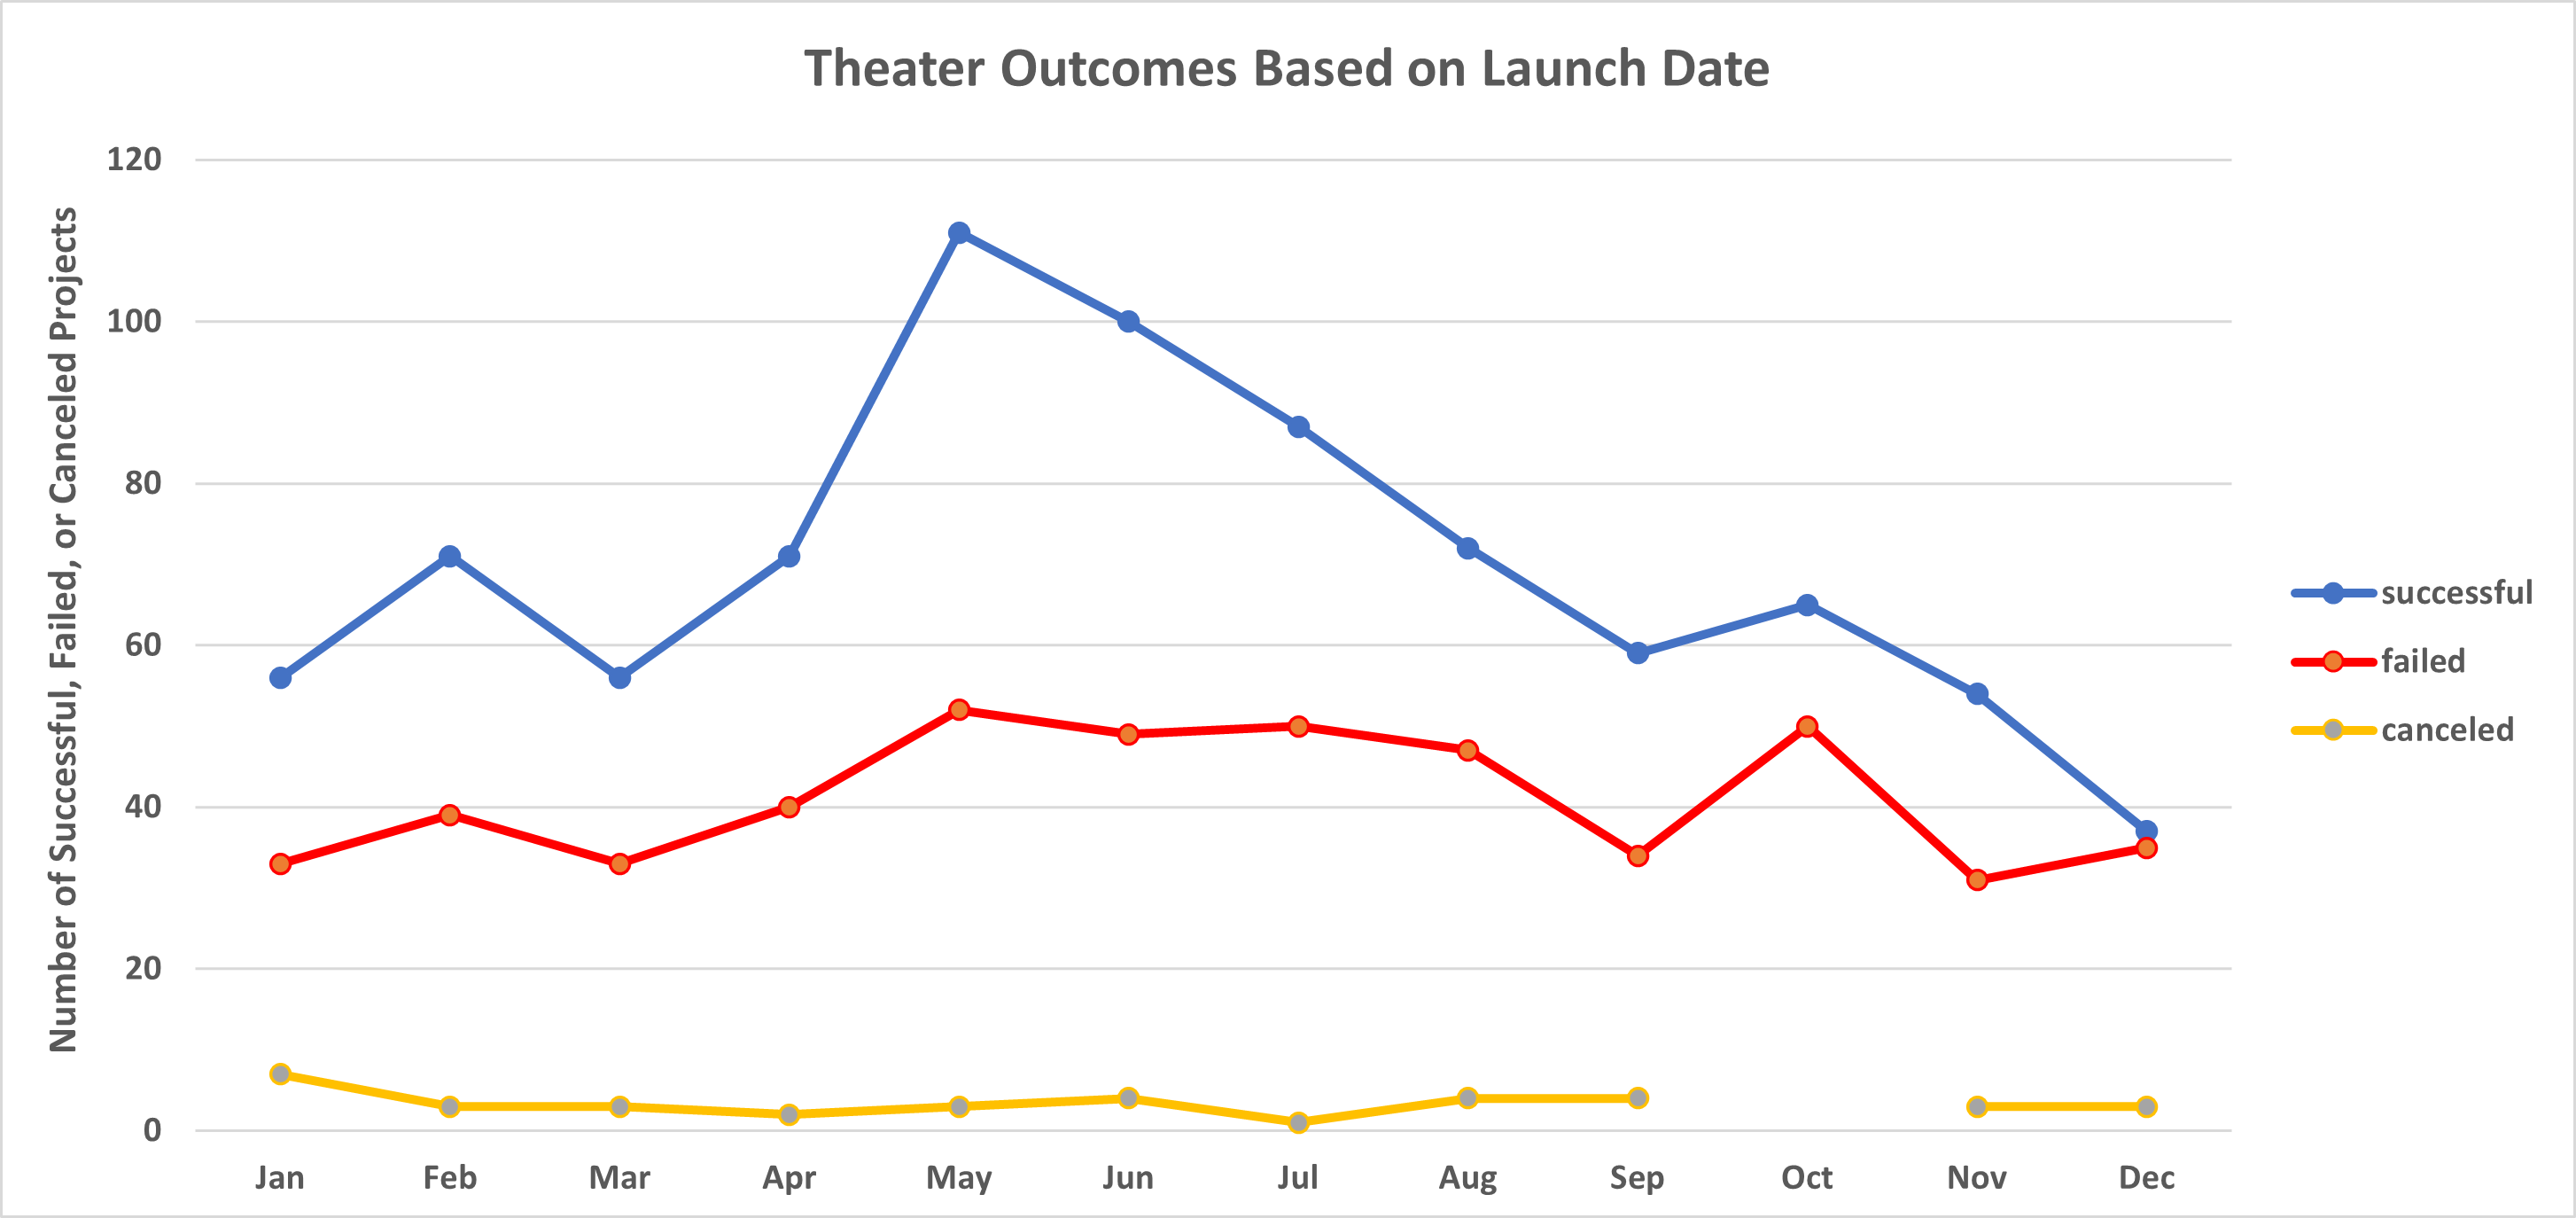 Theater Outcomes Based on Launch Date
Number of Successful, Failed, or Canceled Projects
120
100
80
60
40
20
0
Jan Feb Mar Apr May Jun Jul Aug Sep Oct Nov Dec
successful
failed
canceled